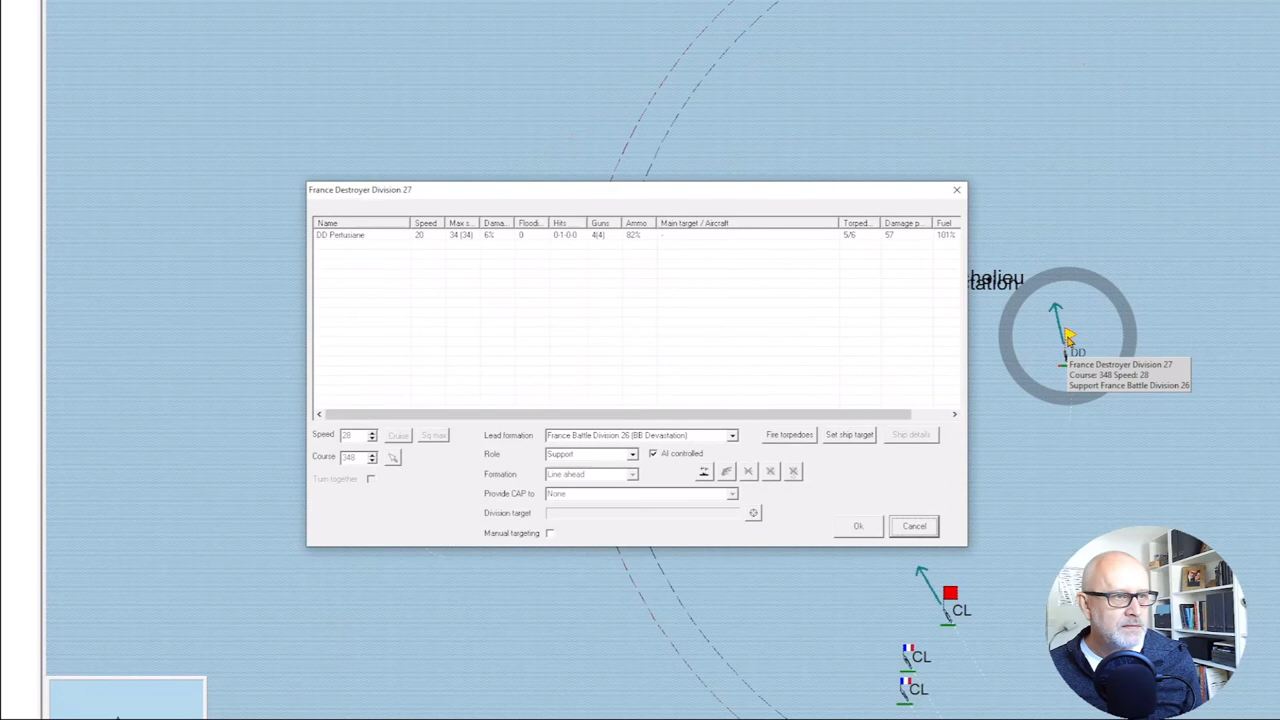 France Destroyer Division 27
Name Speed Max s... Dama... Floodi... Hits Guns Ammo Main target / Aircraft Torped... Damage p... Fuel
DD Pertuisane 20 34 (34) 6% 0 0-1-0-0 4(4) 82% - 5/6 57 101%
helieu
tation
DD
France Destroyer Division 27
Course: 348 Speed: 28
Support France Battle Division 26
Speed 28 Cruise Sq max Lead formation France Battle Division 26 (BB Devastation) Fire torpedoes Set ship target Ship details
Course 348 Role Support AI controlled
Turn together Formation Line ahead
Provide CAP to None
Division target
Manual targeting Ok Cancel
CL
CL
CL